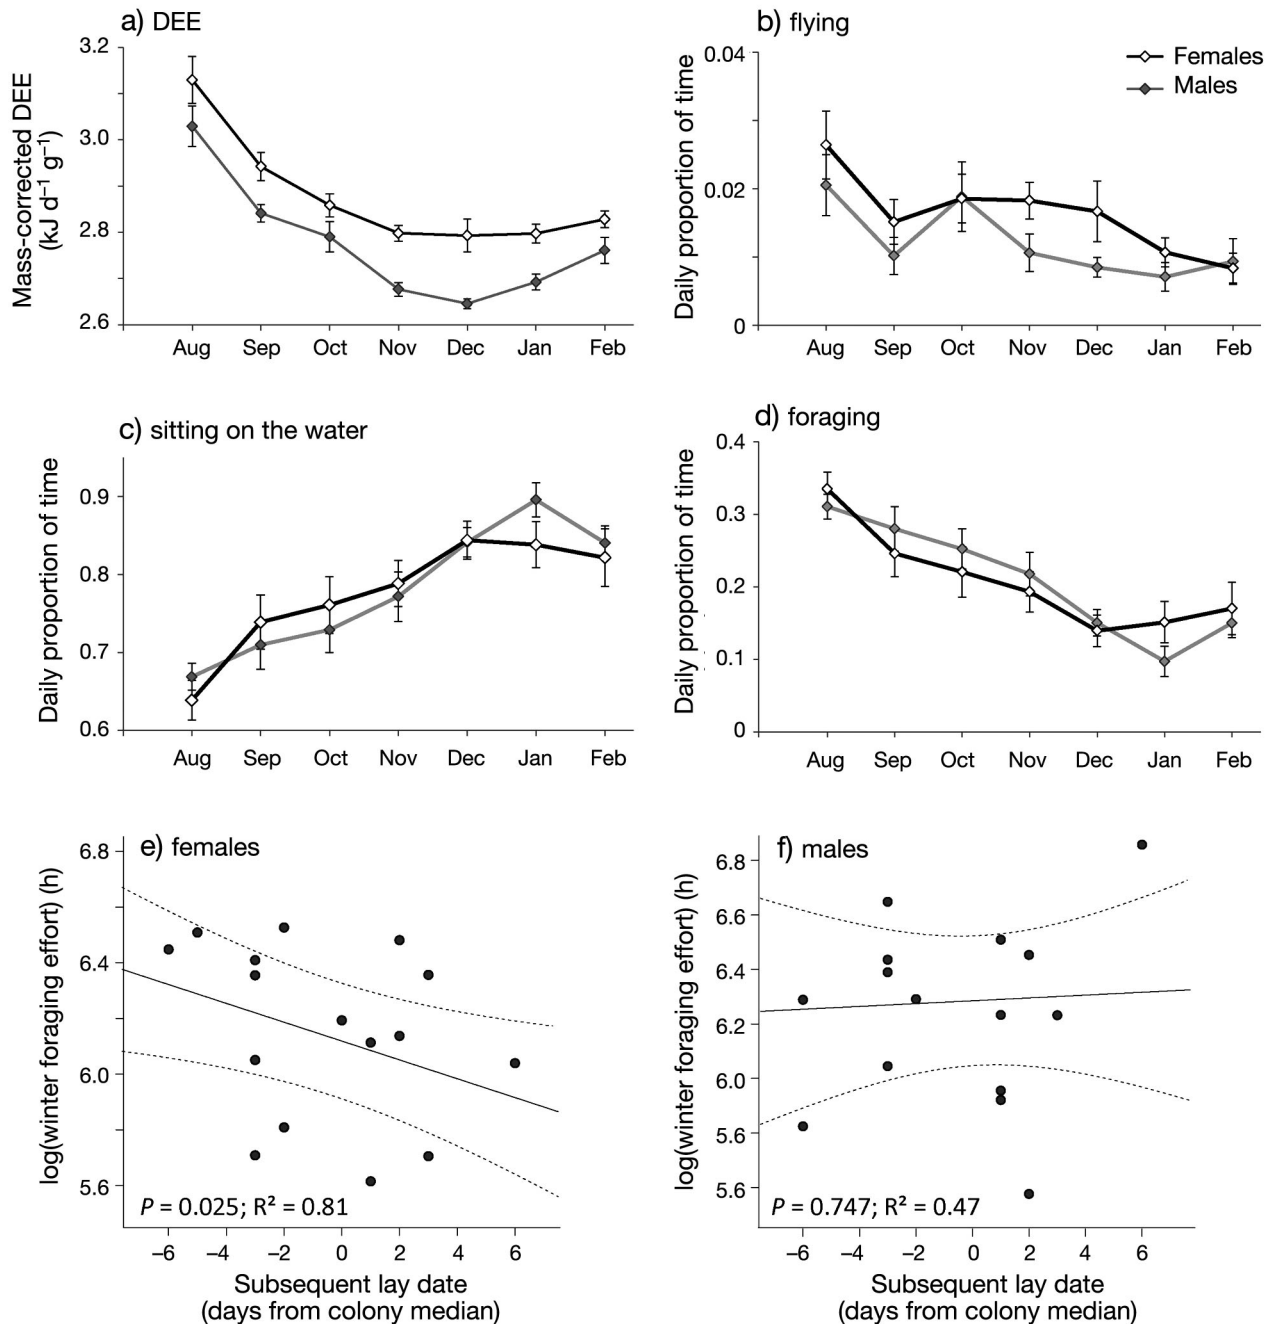 a) DEE
Mass-corrected DEE
(kJ d⁻¹ g⁻¹)
3.2
3.0
2.8
2.6
Aug Sep Oct Nov Dec Jan Feb
b) flying
Females
Males
Daily proportion of time
0.04
0.02
0
Aug Sep Oct Nov Dec Jan Feb
c) sitting on the water
Daily proportion of time
0.9
0.8
0.7
0.6
Aug Sep Oct Nov Dec Jan Feb
d) foraging
Daily proportion of time
0.4
0.3
0.2
0.1
0
Aug Sep Oct Nov Dec Jan Feb
e) females
log(winter foraging effort) (h)
6.8
6.4
6.0
5.6
P = 0.025; R² = 0.81
–6 –4 –2 0 2 4 6
Subsequent lay date
(days from colony median)
f) males
log(winter foraging effort) (h)
6.8
6.6
6.4
6.2
6.0
5.6
5.6
P = 0.747; R² = 0.47
–6 –4 –2 0 2 4 6
Subsequent lay date
(days from colony median)